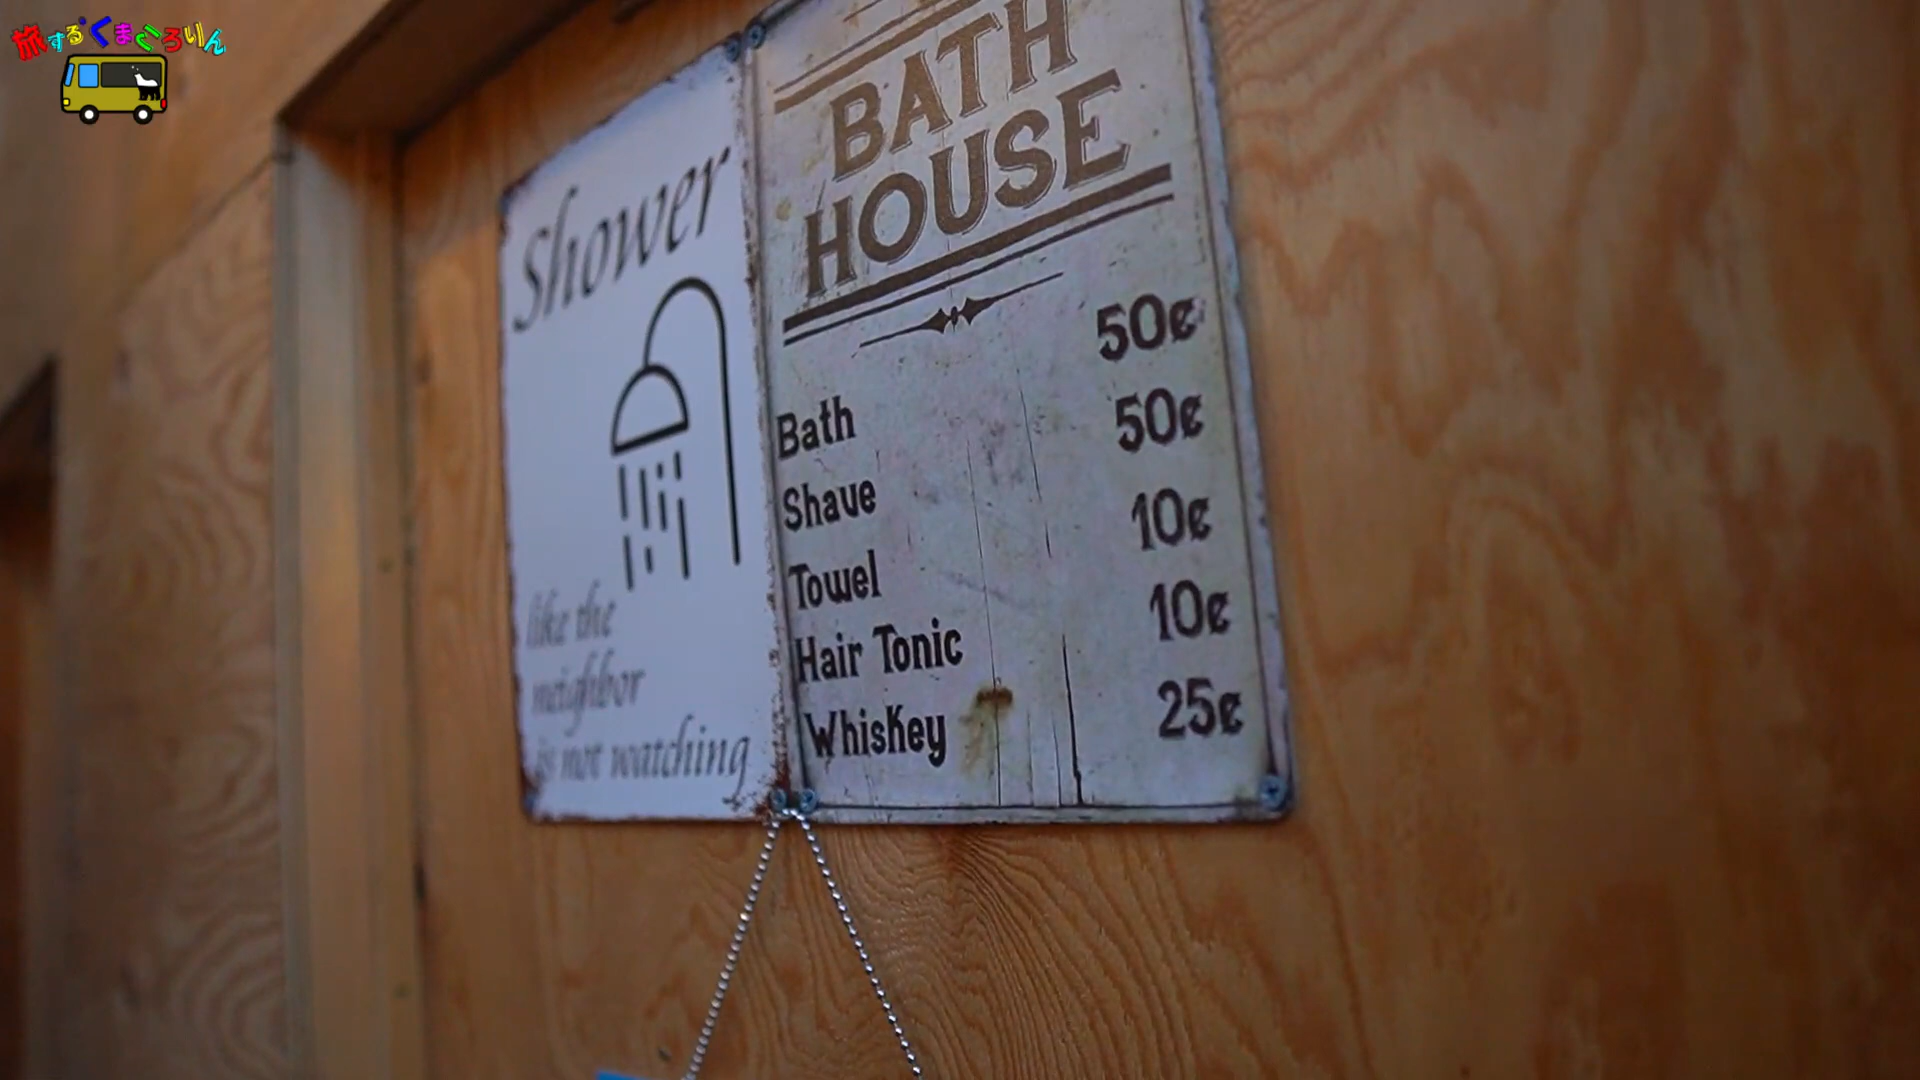 旅するくまころりん
Shower
like the
neighbor
is not watching
BATH
HOUSE
Bath 50¢
Shave 50¢
Towel 10¢
Hair Tonic 10¢
Whiskey 25¢